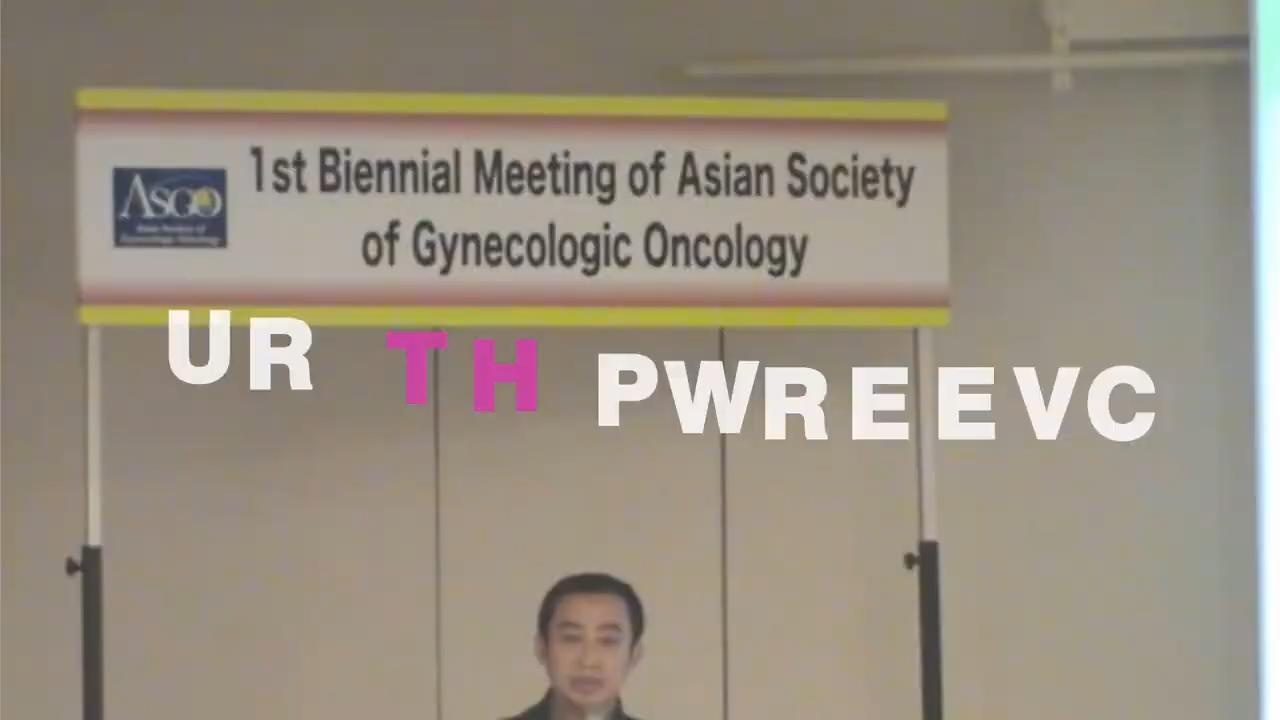 1st Biennial Meeting of Asian Society
of Gynecologic Oncology
ASGO
UR TH PWREEVC